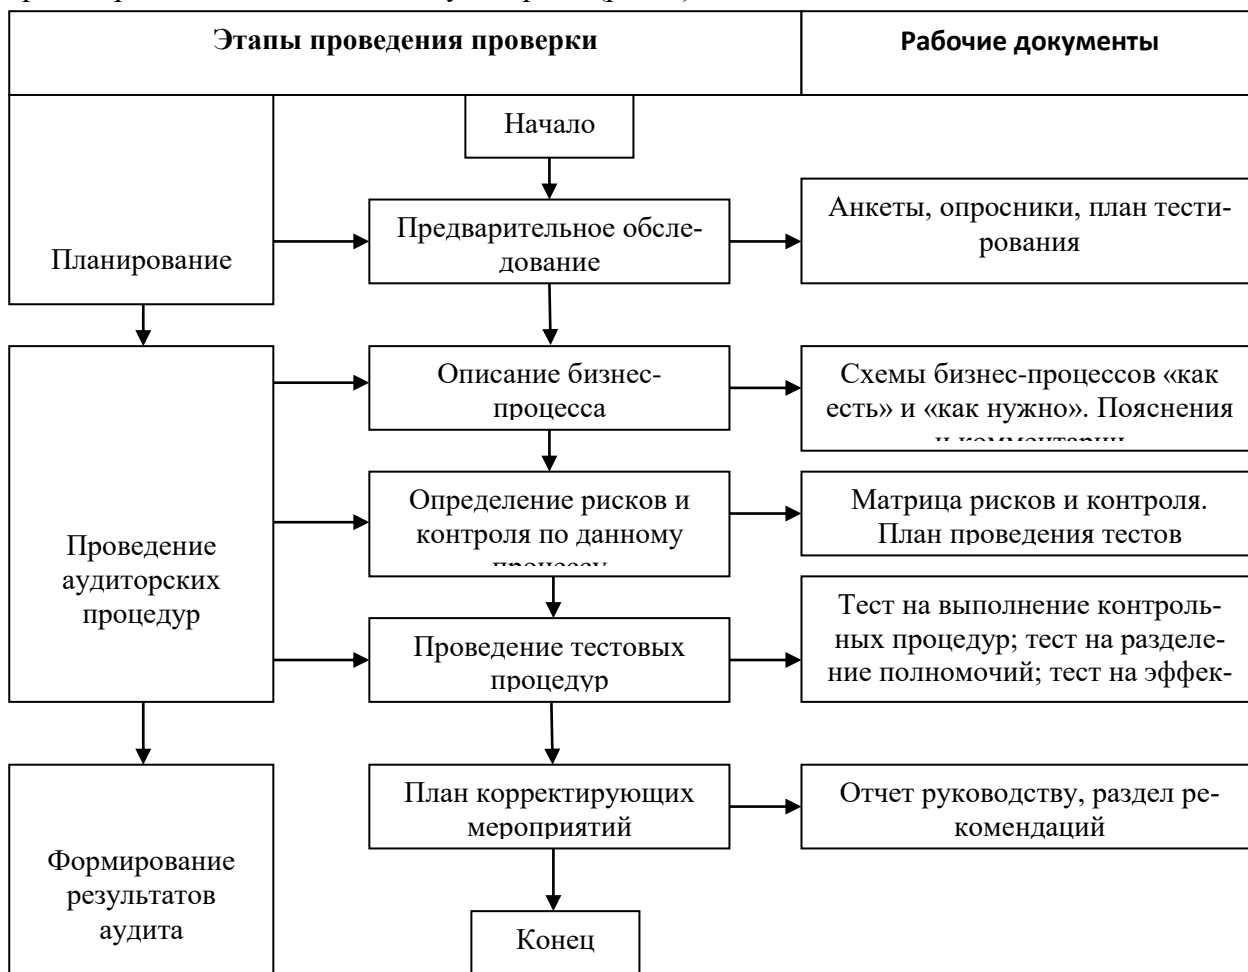 Этапы проведения проверки
Рабочие документы
Начало
Планирование
Предварительное обсле-
дование
Анкеты, опросники, план тести-
рования
Проведение
аудиторских
процедур
Описание бизнес-
процесса
Схемы бизнес-процессов «как
есть» и «как нужно». Пояснения
и комментарии
Определение рисков и
контроля по данному
процессу
Матрица рисков и контроля.
План проведения тестов
Проведение тестовых
процедур
Тест на выполнение контроль-
ных процедур; тест на разделе-
ние полномочий; тест на эффек-
Формирование
результатов
аудита
План корректирующих
мероприятий
Отчет руководству, раздел ре-
комендаций
Конец